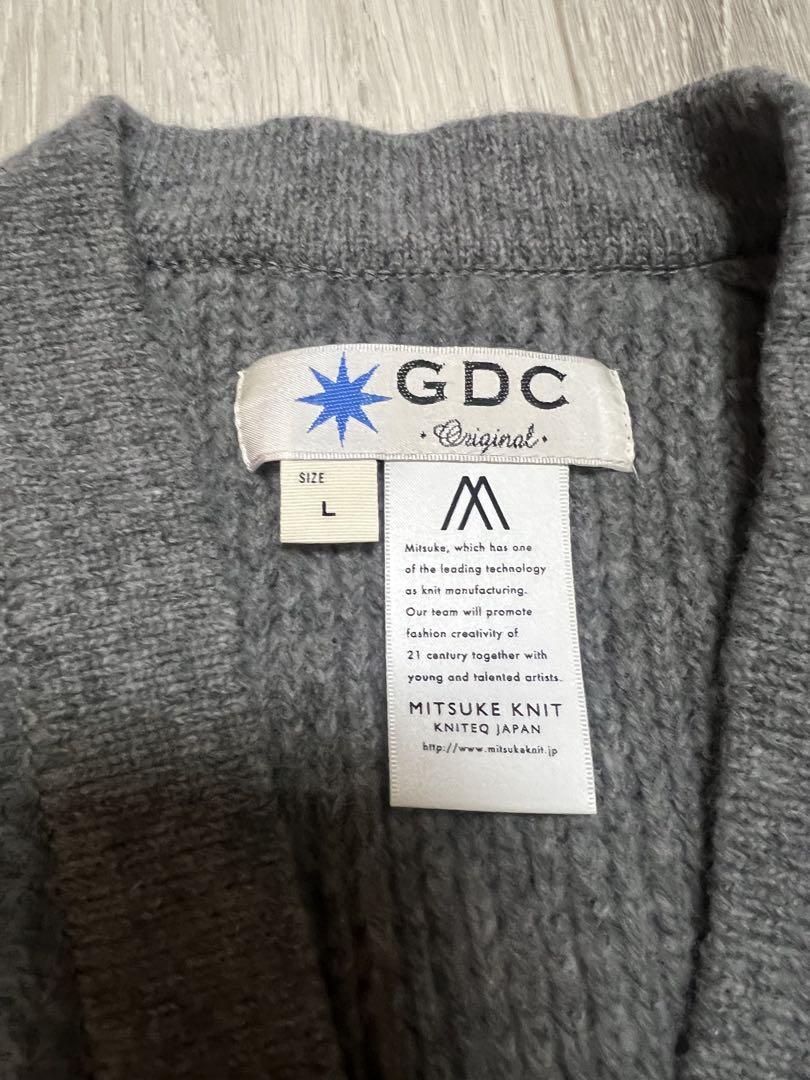 GDC
· Original ·
SIZE
L
Mitsuke, which has one
of the leading technology
as knit manufacturing.
Our team will promote
fashion creativity of
21 century together with
young and talented artists.
MITSUKE KNIT
KNITEQ JAPAN
http://www.mitsukeknit.jp